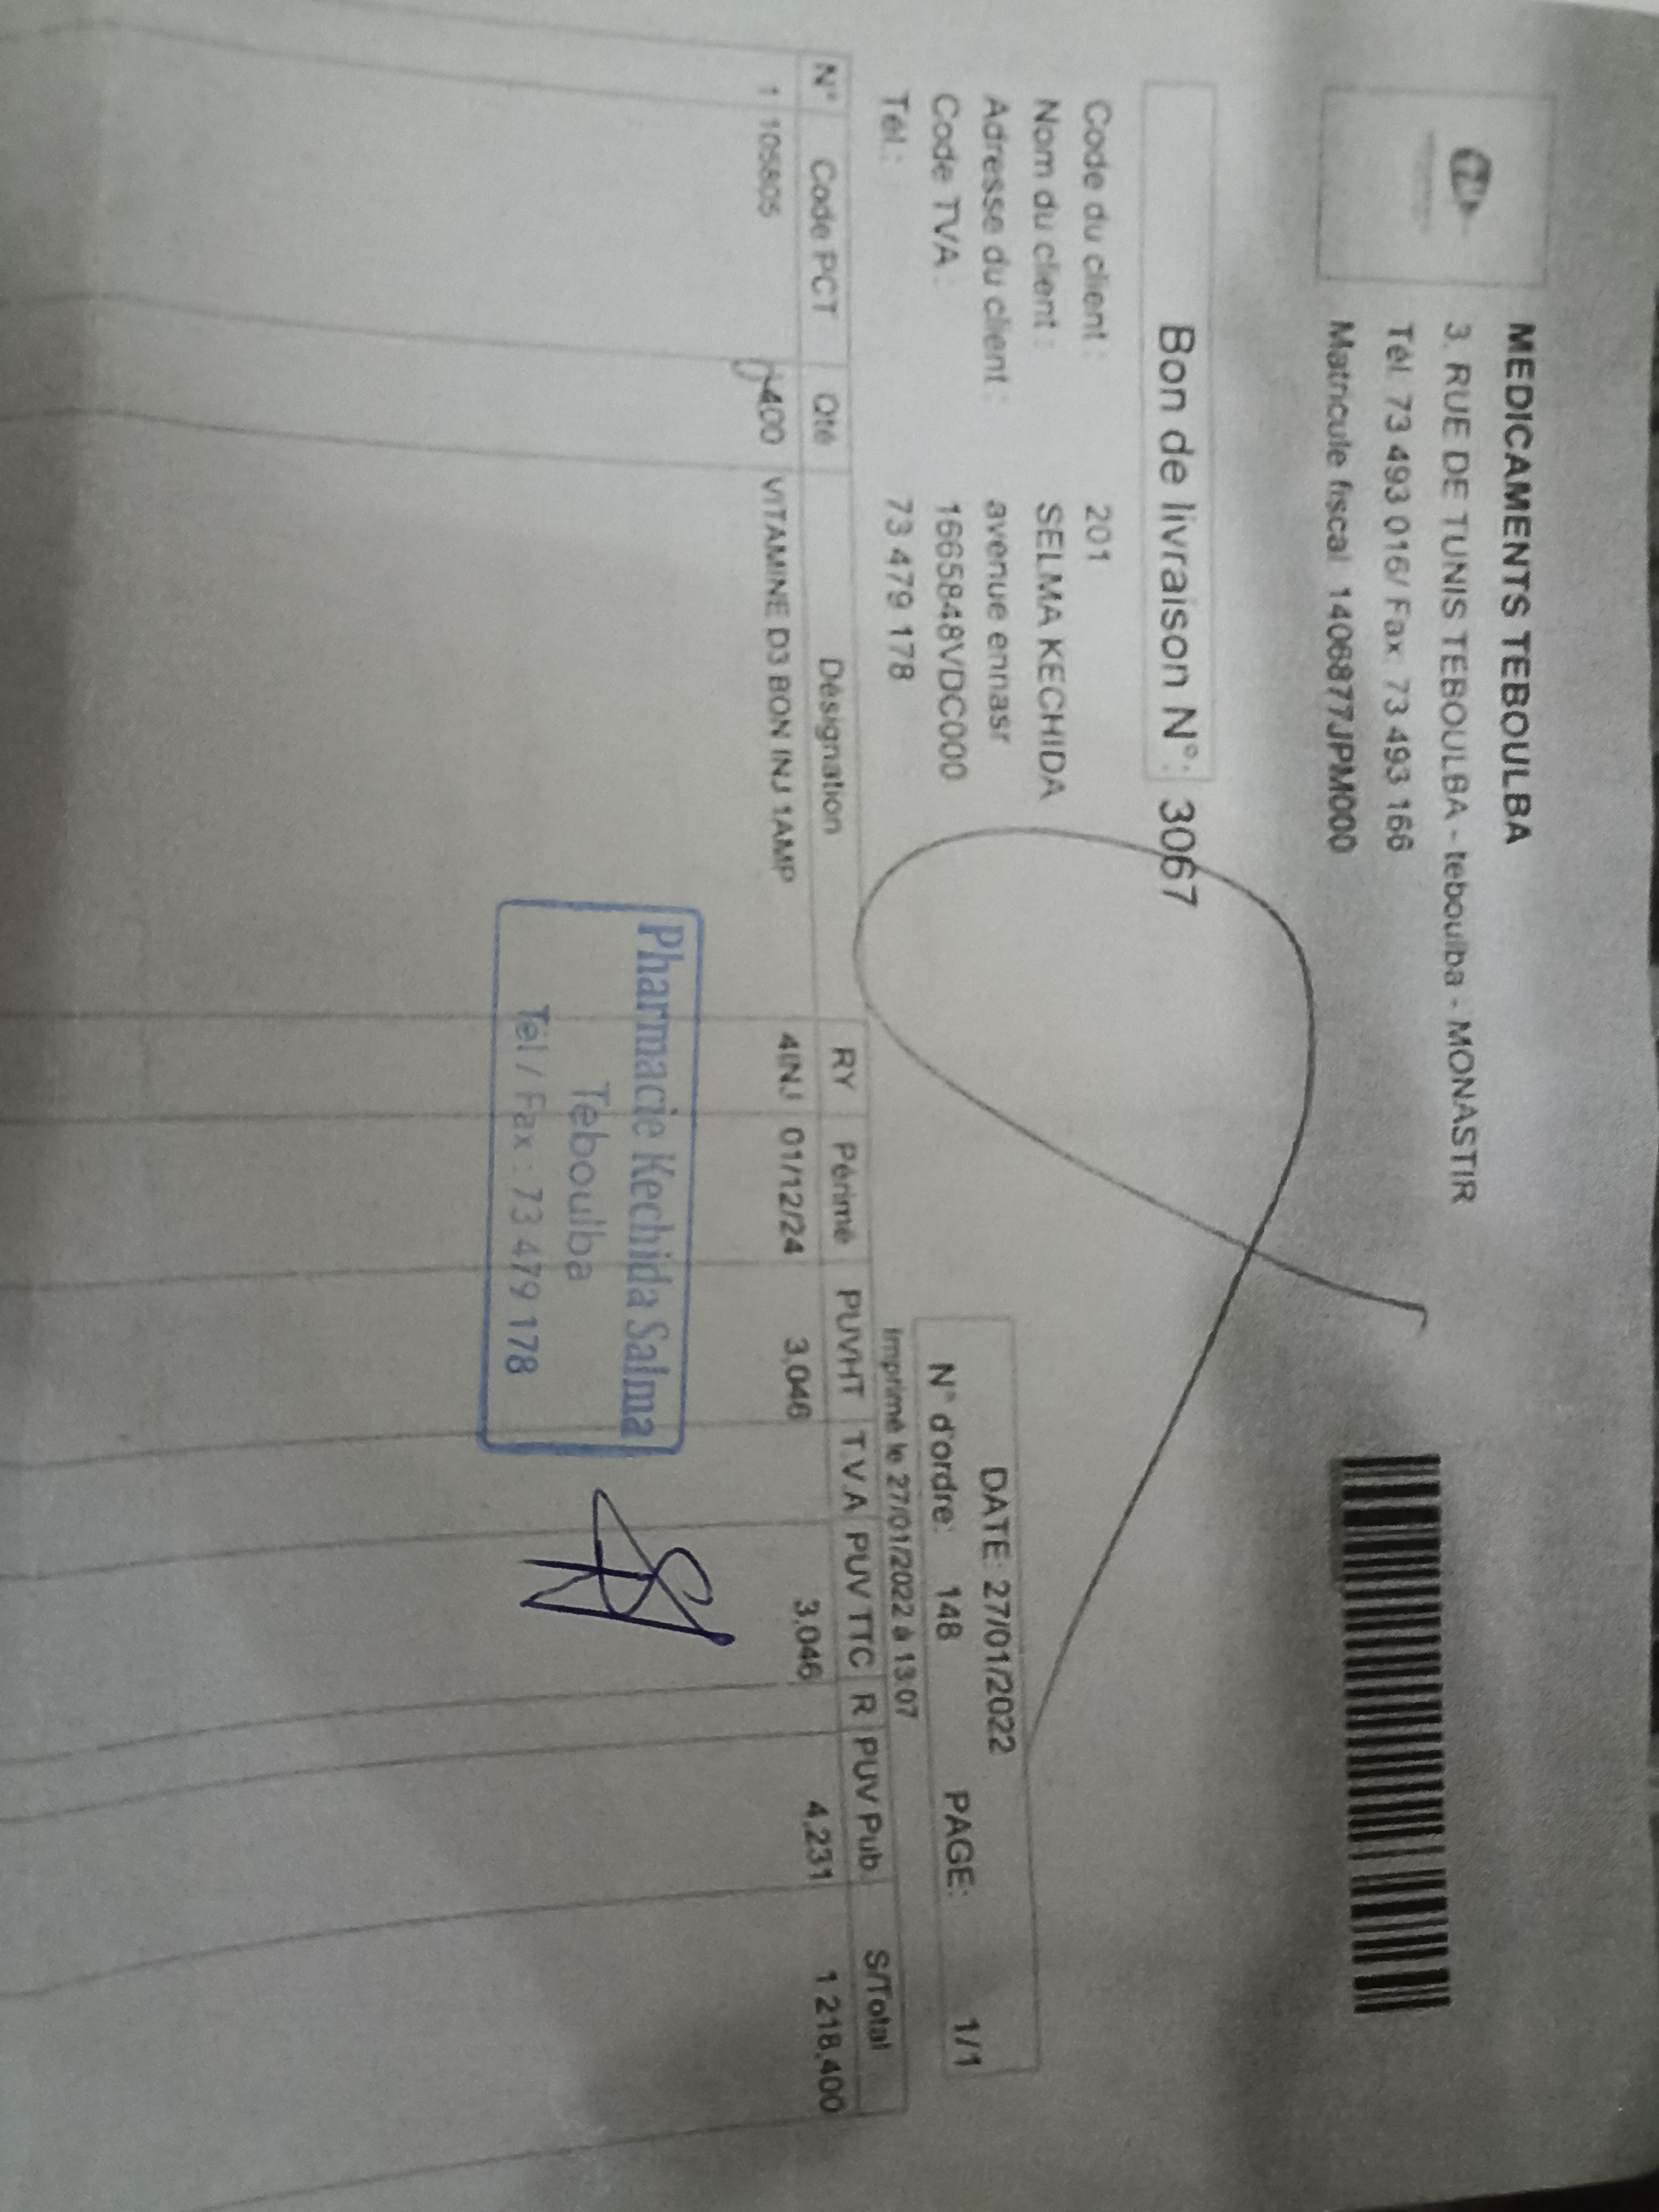 MEDICAMENTS TEBOULBA
3, RUE DE TUNIS TEBOULBA - teboulba - MONASTIR
Tél: 73 493 016/ Fax: 73 493 166
Matricule fiscal: 1406877JPM000
Bon de livraison N°: 3067
DATE: 27/01/2022
N° d'ordre: 148 PAGE: 1/1
Imprimé le 27/01/2022 à 13:07
Code du client : 201
Nom du client : SELMA KECHIDA
Adresse du client : avenue ennasr
Code TVA : 1665848VDC000
Tél.: 73 479 178
N° Code PCT Qté Désignation RY Périmé PUVHT T.V.A PUV TTC R PUV Pub. S/Total
1 105805 400 VITAMINE D3 BON INJ 1AMP 01/12/24 3,046 3,046 4,231 1 218,400
Pharmacie Kechida Salma
Teboulba
Tél / Fax : 73 479 178